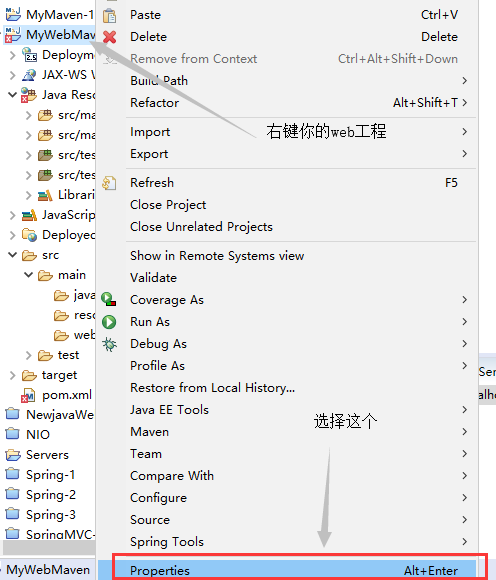 MyMaven-1
MyWebMav
Deploym
JAX-WS W
Java Reso
src/ma
src/ma
src/tes
src/tes
Librari
JavaScrip
Deployed
src
main
java
reso
web
test
target
pom.xml
NewjavaWe
NIO
Servers
Spring-1
Spring-2
Spring-3
SpringMVC-
MyWebMaven
Paste Ctrl+V
Delete Delete
Remove from Context Ctrl+Alt+Shift+Down
Build Path
Refactor Alt+Shift+T
Import
Export
Refresh F5
Close Project
Close Unrelated Projects
Show in Remote Systems view
Validate
Coverage As
Run As
Debug As
Profile As
Restore from Local History...
Java EE Tools
Maven
Team
Compare With
Configure
Source
Spring Tools
Properties Alt+Enter
右键你的web工程
选择这个
Ser
alho